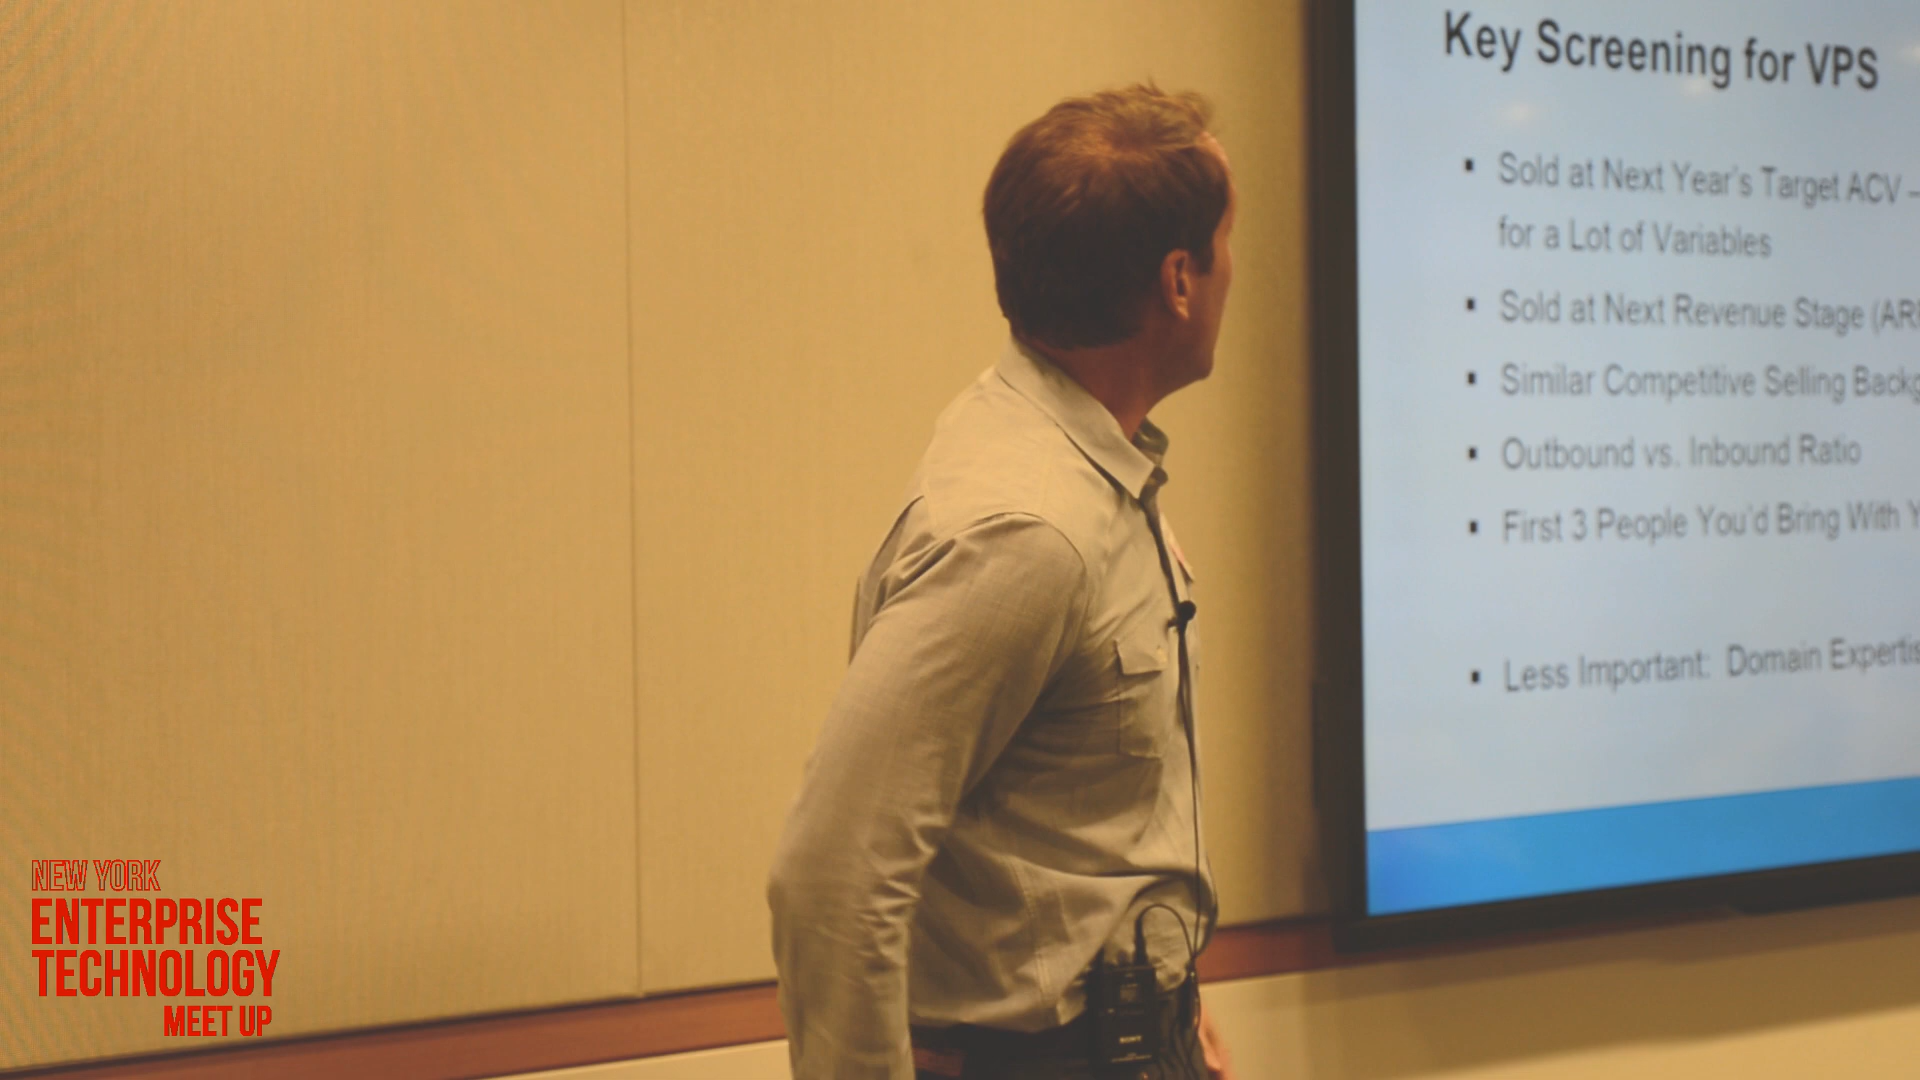 Key Screening for VPS
▪ Sold at Next Year's Target ACV –
for a Lot of Variables
▪ Sold at Next Revenue Stage
▪ Similar Competitive Selling
▪ Outbound vs. Inbound Ratio
▪ First 3 People You'd Bring With
▪ Less Important: Domain
NEW YORK
ENTERPRISE
TECHNOLOGY
MEET UP
SONY